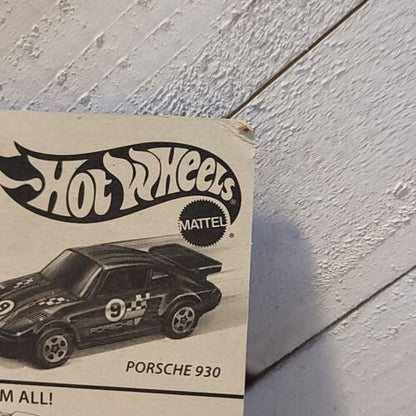 Hot Wheels®
MATTEL®
9
PORSCHE
PORSCHE 930
M ALL!